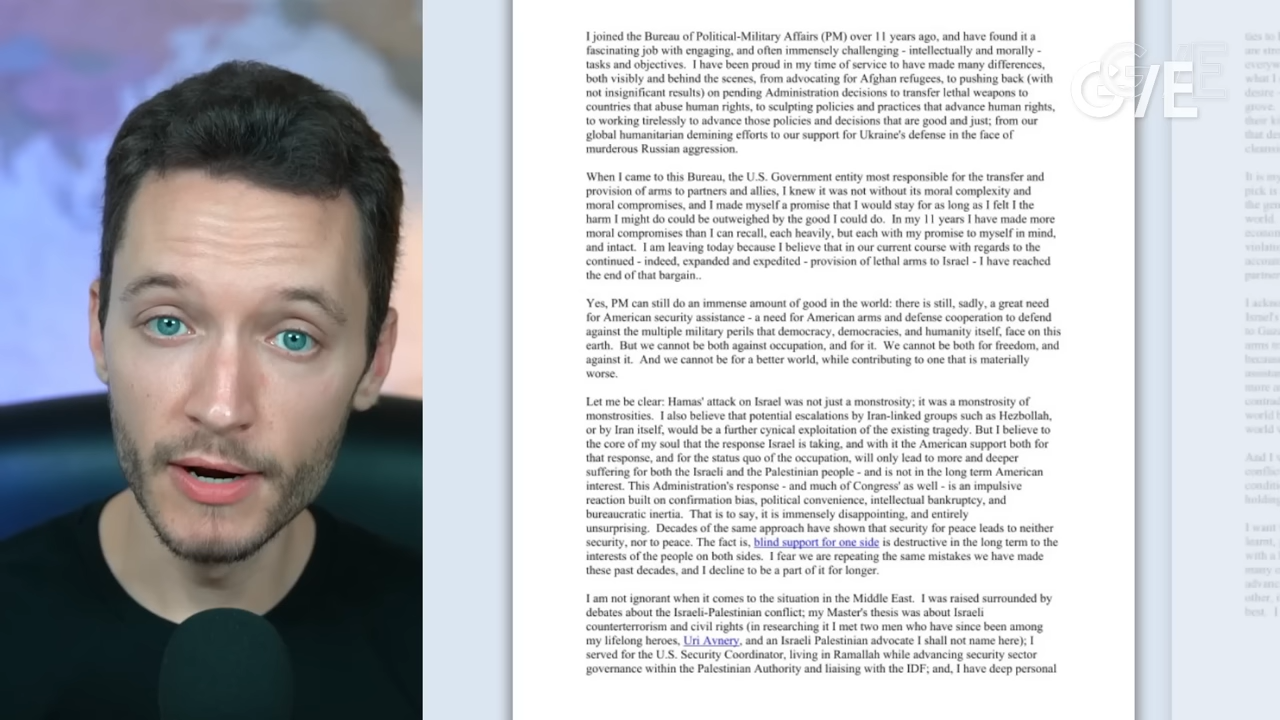 I joined the Bureau of Political-Military Affairs (PM) over 11 years ago, and have found it a
fascinating job with engaging, and often immensely challenging - intellectually and morally -
tasks and objectives.  I have been proud in my time of service to have made many differences,
both visibly and behind the scenes, from advocating for Afghan refugees, to pushing back (with
not insignificant results) on pending Administration decisions to transfer lethal weapons to
countries that abuse human rights, to sculpting policies and practices that advance human rights,
to working tirelessly to advance those policies and decisions that are good and just; from our
global humanitarian demining efforts to our support for Ukraine's defense in the face of
murderous Russian aggression.
When I came to this Bureau, the U.S. Government entity most responsible for the transfer and
provision of arms to partners and allies, I knew it was not without its moral complexity and
moral compromises, and I made myself a promise that I would stay for as long as I felt I the
harm I might do could be outweighed by the good I could do.  In my 11 years I have made more
moral compromises than I can recall, each heavily, but each with my promise to myself in mind,
and intact.  I am leaving today because I believe that in our current course with regards to the
continued - indeed, expanded and expedited - provision of lethal arms to Israel - I have reached
the end of that bargain..
Yes, PM can still do an immense amount of good in the world: there is still, sadly, a great need
for American security assistance - a need for American arms and defense cooperation to defend
against the multiple military perils that democracy, democracies, and humanity itself, face on this
earth.  But we cannot be both against occupation, and for it.  We cannot be both for freedom, and
against it.  And we cannot be for a better world, while contributing to one that is materially
worse.
Let me be clear: Hamas' attack on Israel was not just a monstrosity; it was a monstrosity of
monstrosities.  I also believe that potential escalations by Iran-linked groups such as Hezbollah,
or by Iran itself, would be a further cynical exploitation of the existing tragedy. But I believe to
the core of my soul that the response Israel is taking, and with it the American support both for
that response, and for the status quo of the occupation, will only lead to more and deeper
suffering for both the Israeli and the Palestinian people - and is not in the long term American
interest. This Administration's response - and much of Congress' as well - is an impulsive
reaction built on confirmation bias, political convenience, intellectual bankruptcy, and
bureaucratic inertia.  That is to say, it is immensely disappointing, and entirely
unsurprising.  Decades of the same approach have shown that security for peace leads to neither
security, nor to peace. The fact is, blind support for one side is destructive in the long term to the
interests of the people on both sides.  I fear we are repeating the same mistakes we have made
these past decades, and I decline to be a part of it for longer.
I am not ignorant when it comes to the situation in the Middle East.  I was raised surrounded by
debates about the Israeli-Palestinian conflict; my Master's thesis was about Israeli
counterterrorism and civil rights (in researching it I met two men who have since been among
my lifelong heroes, Uri Avnery, and an Israeli Palestinian advocate I shall not name here); I
served for the U.S. Security Coordinator, living in Ramallah while advancing security sector
governance within the Palestinian Authority and liaising with the IDF; and, I have deep personal